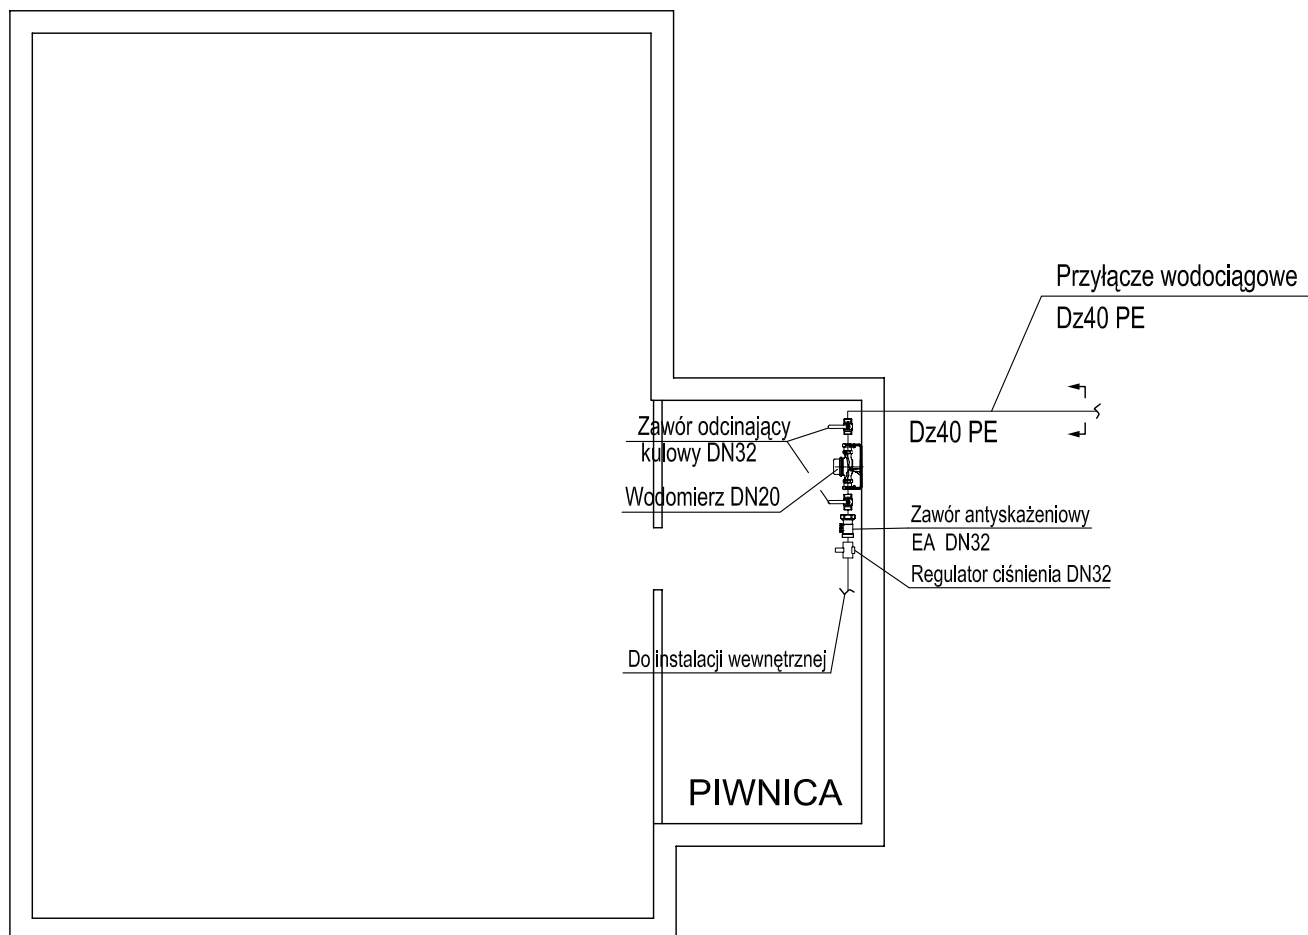 Przyłącze wodociągowe
Dz40 PE
Zawór odcinający
kulowy DN32
Dz40 PE
Wodomierz DN20
Zawór antyskażeniowy
EA DN32
Regulator ciśnienia DN32
Do instalacji wewnętrznej
PIWNICA